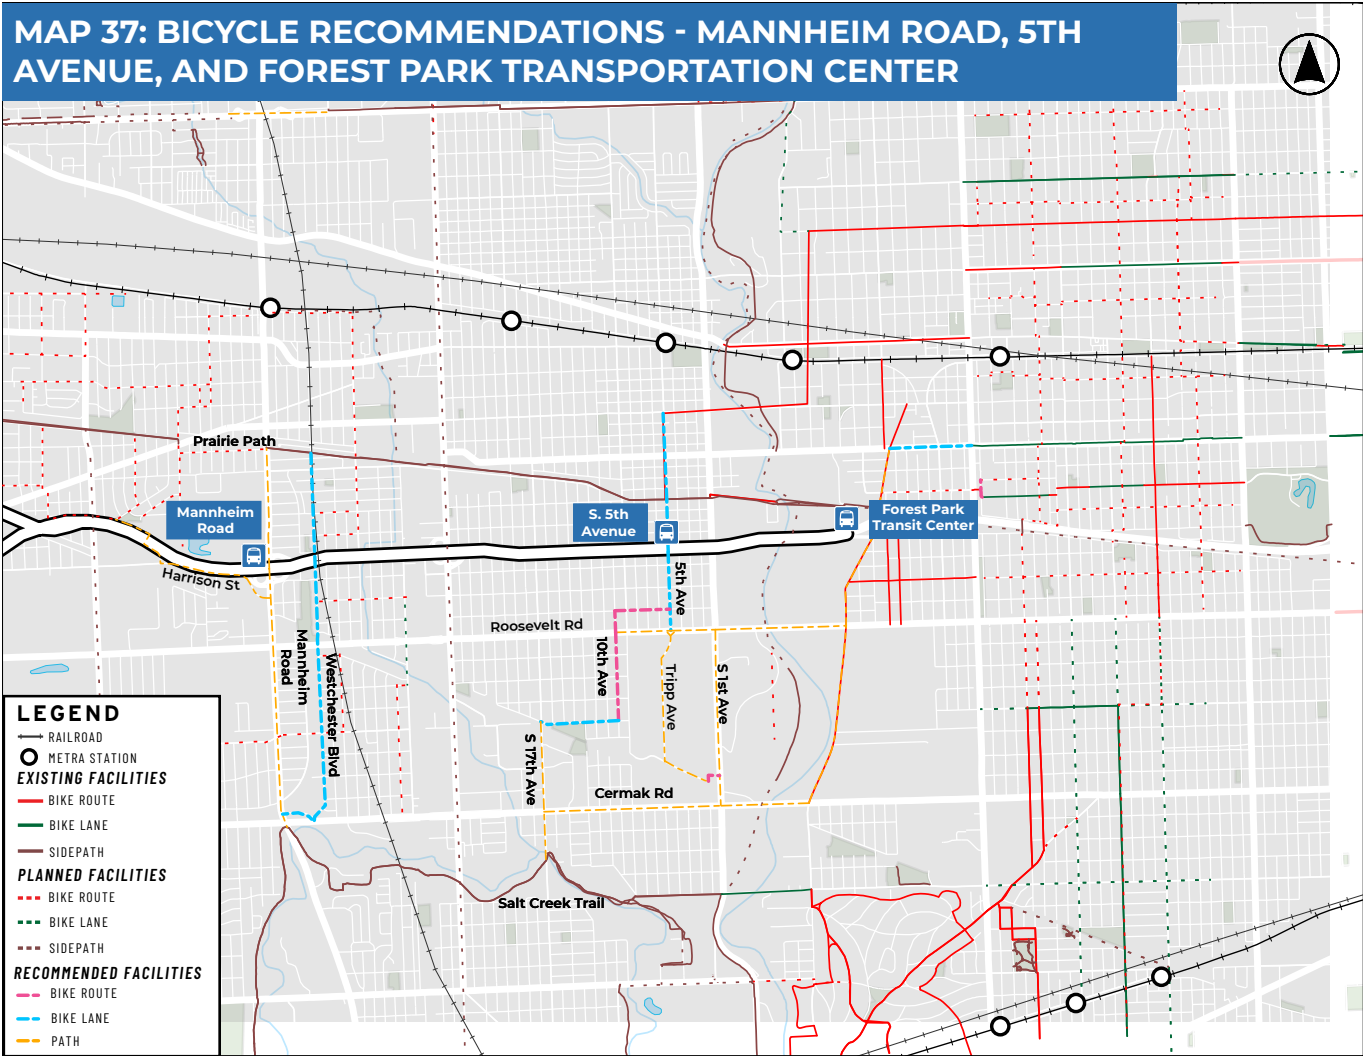 MAP 37: BICYCLE RECOMMENDATIONS - MANNHEIM ROAD, 5TH
AVENUE, AND FOREST PARK TRANSPORTATION CENTER
Prairie Path
Mannheim
Road
S. 5th
Avenue
Forest Park
Transit Center
Harrison St
5th Ave
Roosevelt Rd
10th Ave
Tripp Ave
S 1st Ave
Mannheim
Road
Westchester Blvd
S 17th Ave
Cermak Rd
Salt Creek Trail
LEGEND
RAILROAD
METRA STATION
EXISTING FACILITIES
BIKE ROUTE
BIKE LANE
SIDEPATH
PLANNED FACILITIES
BIKE ROUTE
BIKE LANE
SIDEPATH
RECOMMENDED FACILITIES
BIKE ROUTE
BIKE LANE
PATH